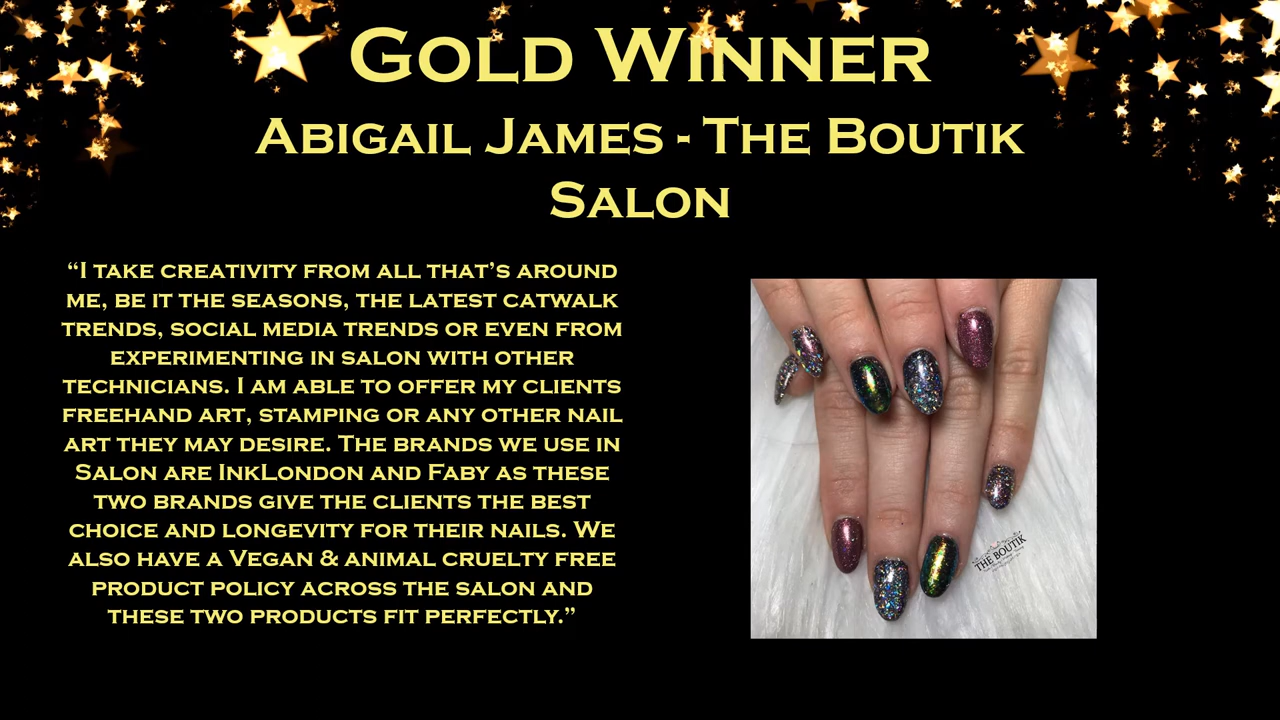 Gold Winner
Abigail James - The Boutik
Salon
“I take creativity from all that’s around
me, be it the seasons, the latest catwalk
trends, social media trends or even from
experimenting in salon with other
technicians. I am able to offer my clients
freehand art, stamping or any other nail
art they may desire. The brands we use in
Salon are InkLondon and Faby as these
two brands give the clients the best
choice and longevity for their nails. We
also have a Vegan & animal cruelty free
product policy across the salon and
these two products fit perfectly.”
THE BOUTIK